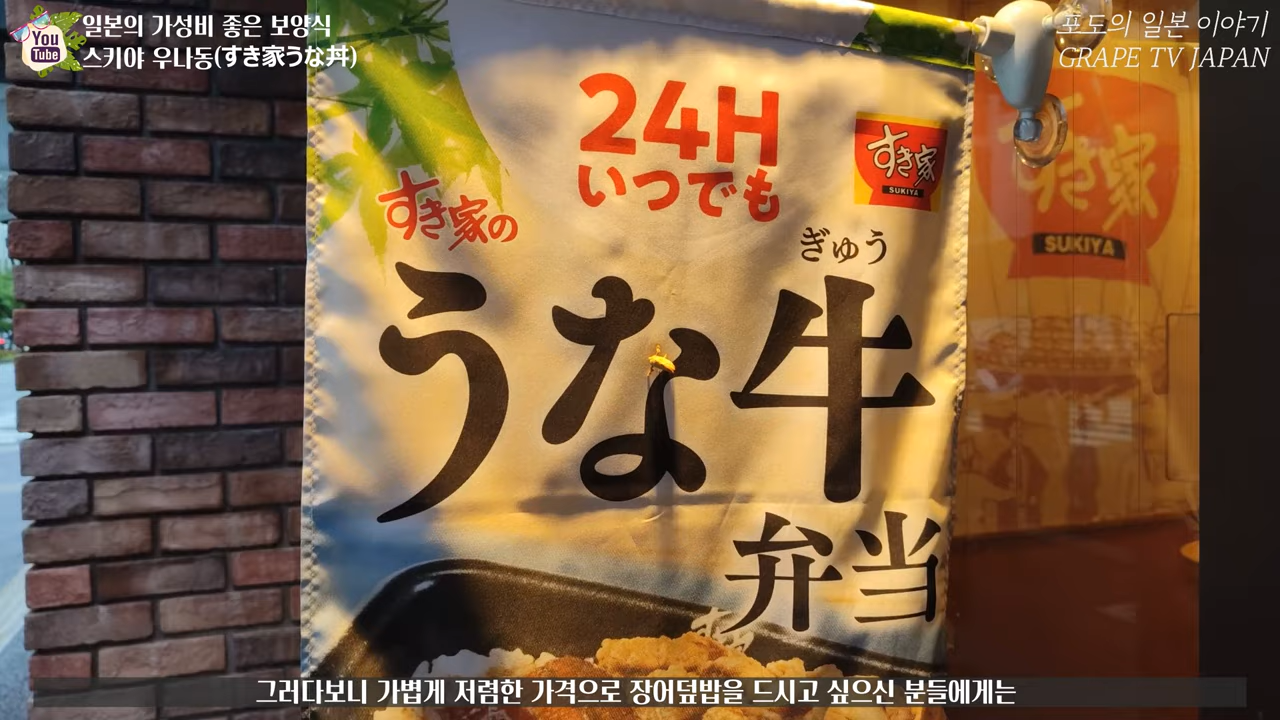 You
Tube
일본의 가성비 좋은 보양식
스키야 우나동(すき家うな丼)
포도의 일본 이야기
GRAPE TV JAPAN
24H
いつでも
すき家
SUKIYA
すき家の
ぎゅう
うな牛
弁当
すき家
SUKIYA
그러다보니 가볍게 저렴한 가격으로 장어덮밥을 드시고 싶으신 분들에게는